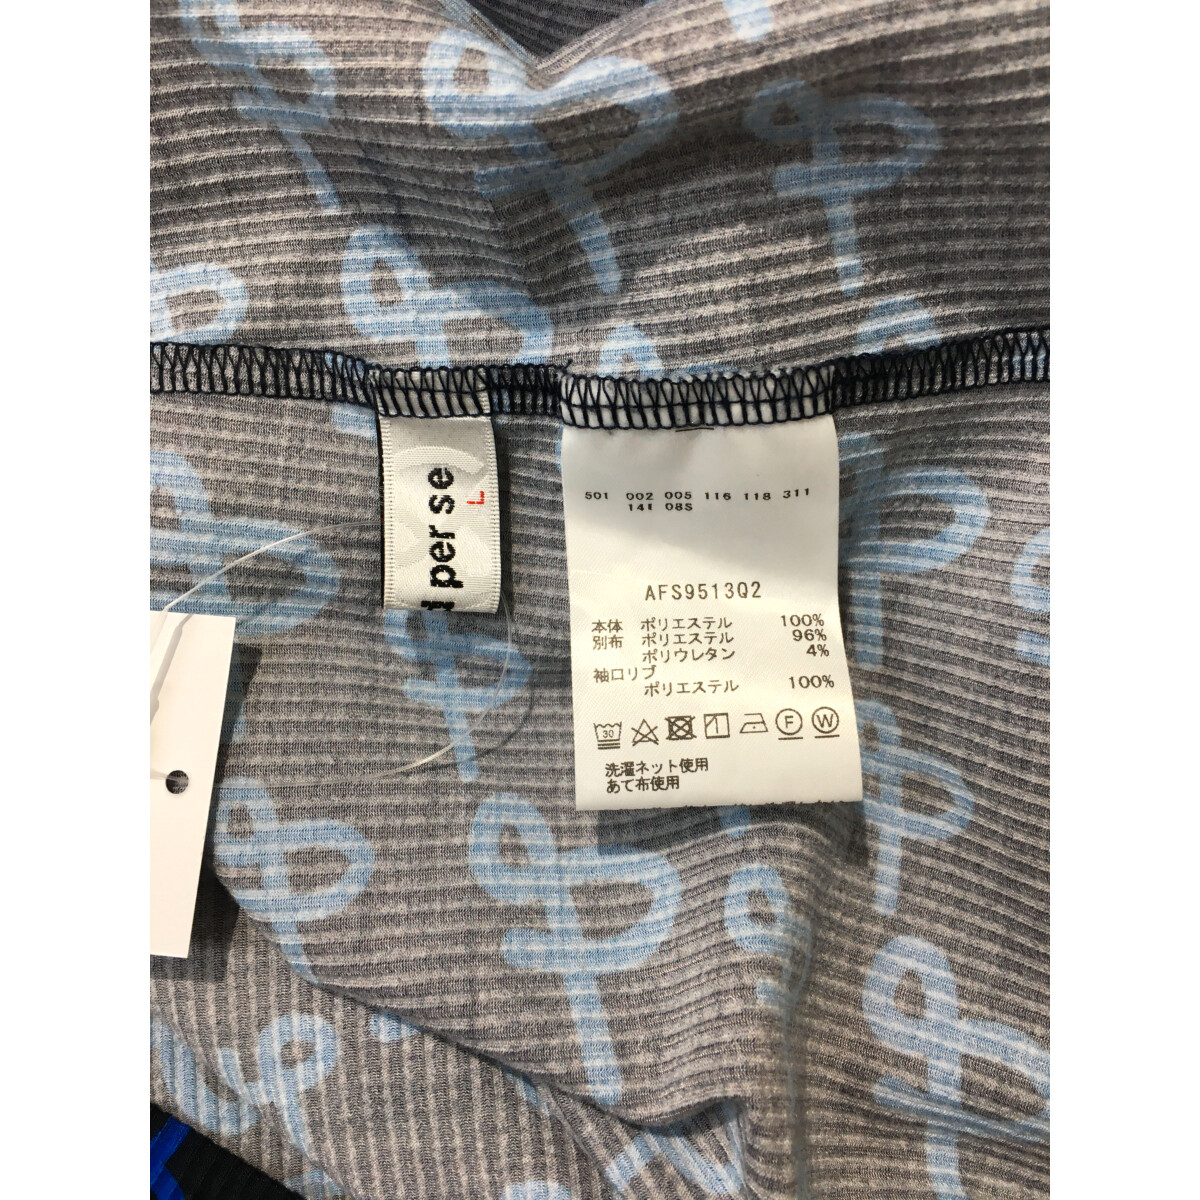 d per se
L
501 002 005 116 118 311
14I 08S
AFS9513Q2
本体 ポリエステル 100%
別布 ポリエステル 96%
ポリウレタン 4%
袖口リブ
ポリエステル 100%
30 F W
洗濯ネット使用
あて布使用